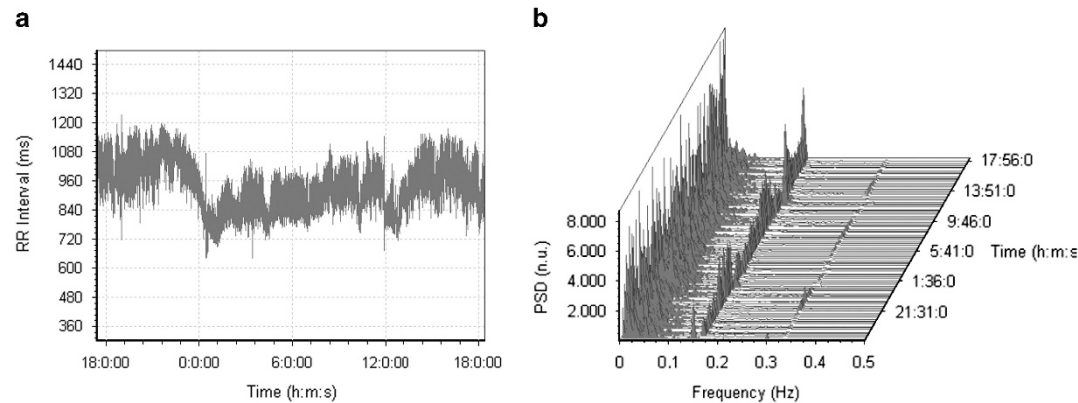 a
1440
1320
1200
1080
960
840
720
600
480
360
RR Interval (ms)
18:0:00 0:0:00 6:0:00 12:0:00 18:0:00
Time (h:m:s)
b
8.000
6.000
4.000
2.000
PSD (n.u.)
0 0.1 0.2 0.3 0.4 0.5
Frequency (Hz)
17:56:0
13:51:0
9:46:0
5:41:0
1:36:0
21:31:0
Time (h:m:s